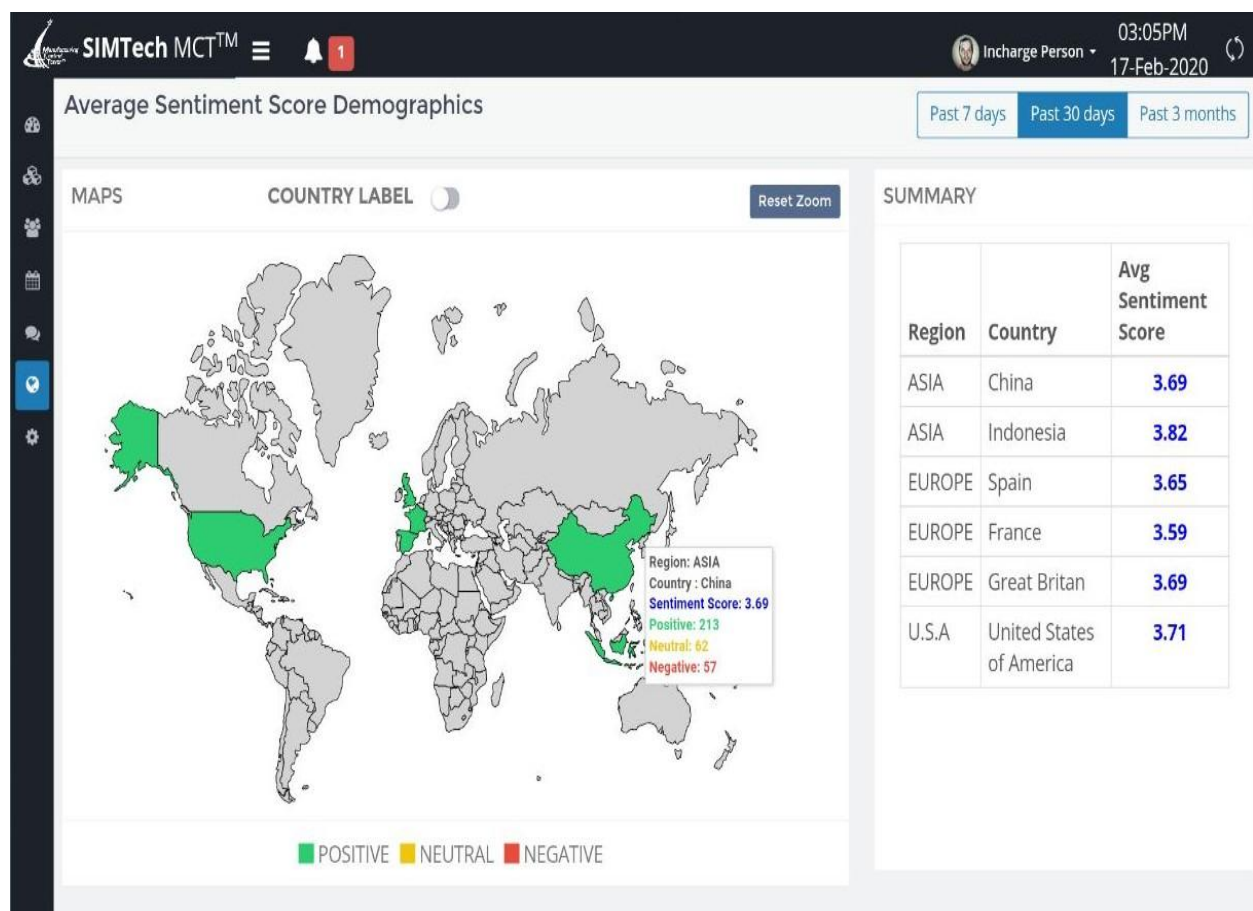 Manufacturing
Control
Tower
SIMTech MCT™
1
Incharge Person
03:05PM
17-Feb-2020
Average Sentiment Score Demographics
Past 7 days Past 30 days Past 3 months
MAPS COUNTRY LABEL Reset Zoom
Region: ASIA
Country : China
Sentiment Score: 3.69
Positive: 213
Neutral: 62
Negative: 57
POSITIVE NEUTRAL NEGATIVE
SUMMARY
Region Country Avg Sentiment Score
ASIA China 3.69
ASIA Indonesia 3.82
EUROPE Spain 3.65
EUROPE France 3.59
EUROPE Great Britan 3.69
U.S.A United States of America 3.71